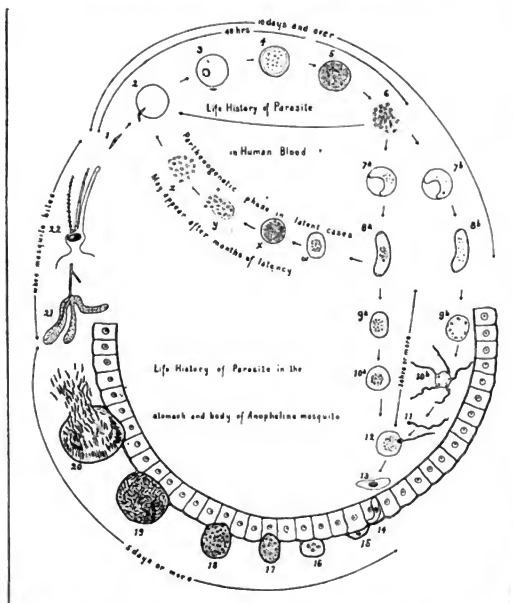 10 days and over
48 hrs
3
4
5
2
6
1
Life History of Parasite
in Human Blood
7a
7b
Parthenogenetic phase in latent cases
May appear after months of latency
z
y
x
w
8a
8b
22
when mosquito bites
21
9a
9b
Life History of Parasite in the
stomach and body of Anopheline mosquito
10a
10b
11
12
13
14
15
16
17
18
19
20
5 days or more